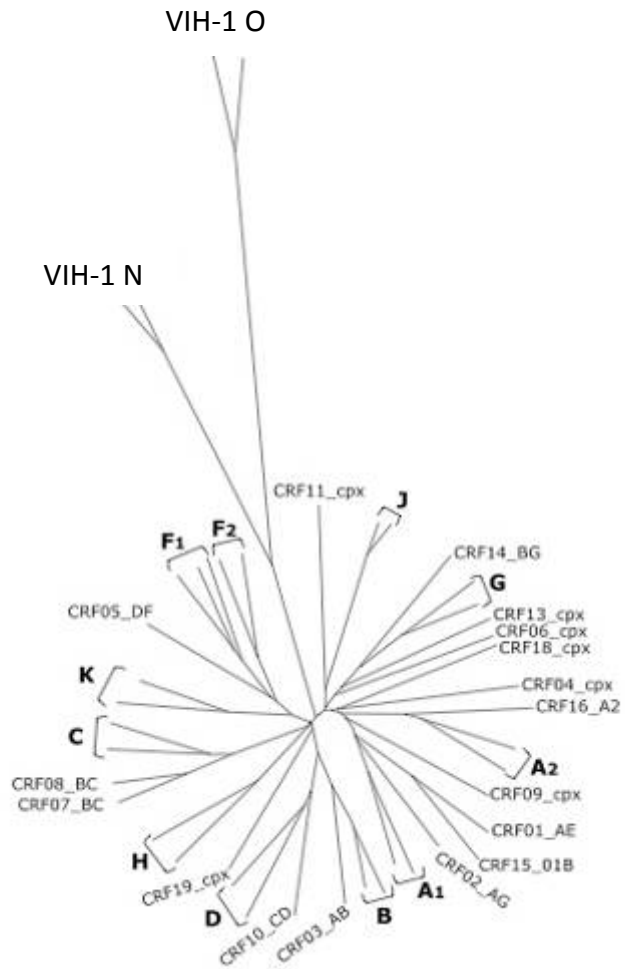 VIH-1 O
VIH-1 N
CRF11_cpx
J
F1
F2
CRF14_BG
G
CRF05_DF
CRF13_cpx
CRF06_cpx
CRF18_cpx
K
CRF04_cpx
CRF16_A2
C
A2
CRF08_BC
CRF09_cpx
CRF07_BC
CRF01_AE
H
CRF15_01B
CRF19_cpx
CRF02_AG
A1
D
B
CRF10_CD
CRF03_AB